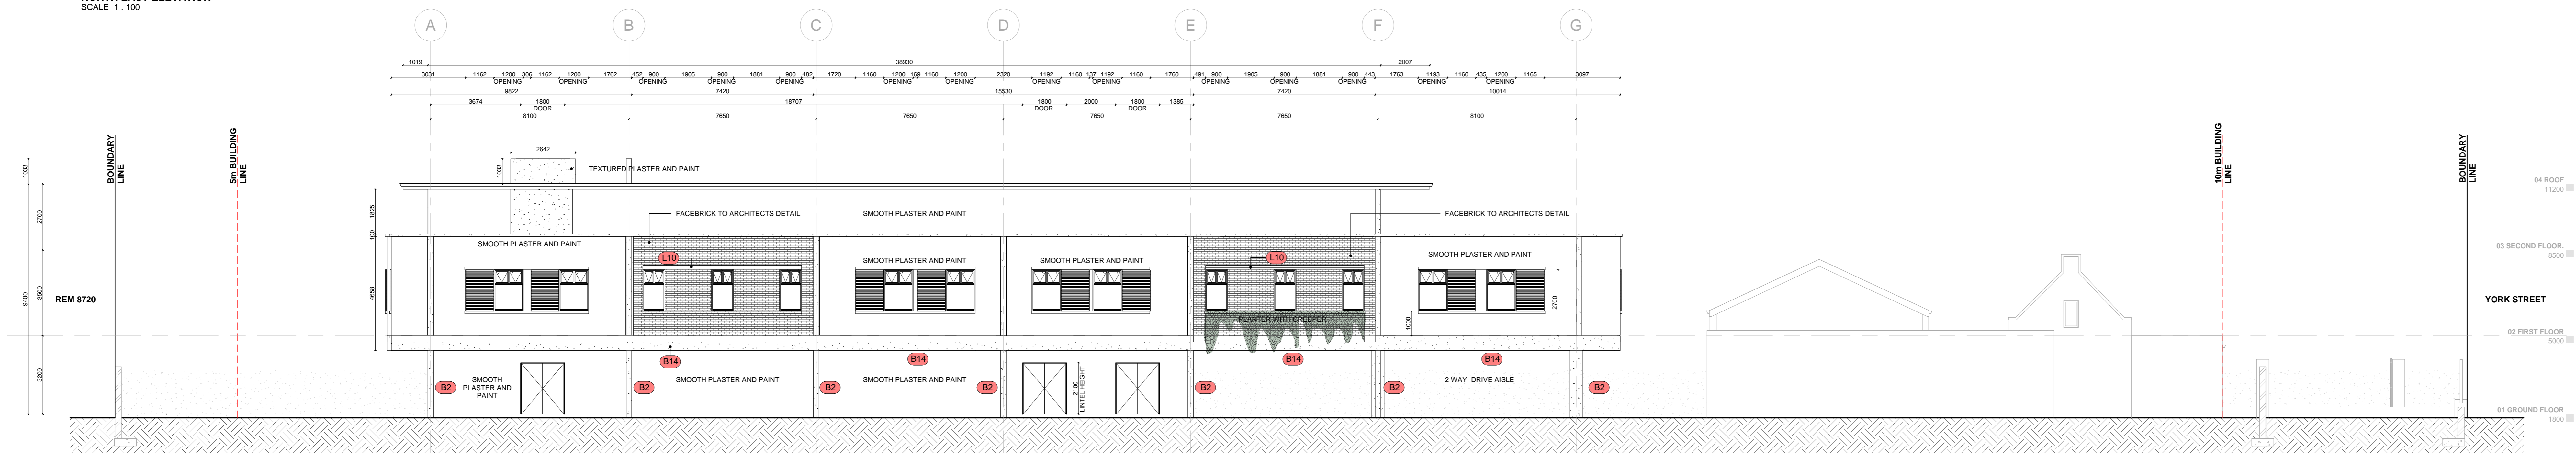 SCALE 1 : 100
A B C D E F G
1019 38930 2007
3031 1162 1200 306 1162 1200 1762 452 900 1905 900 1881 900 482 1720 1160 1200 169 1160 1200 2320 1192 1160 137 1192 1160 1760 491 900 1905 900 1881 900 443 1763 1193 1160 435 1200 1165 3097
OPENING OPENING OPENING OPENING OPENING OPENING OPENING OPENING OPENING OPENING OPENING OPENING OPENING OPENING
9822 7420 15530 7420 10014
3674 1800 18707 1800 2000 1800 1385
DOOR DOOR DOOR
8100 7650 7650 7650 7650 8100
BOUNDARY
LINE
5m BUILDING
LINE
10m BUILDING
LINE
BOUNDARY
LINE
2642
1033
1033
TEXTURED PLASTER AND PAINT
04 ROOF
11200
2700
1825
FACEBRICK TO ARCHITECTS DETAIL
SMOOTH PLASTER AND PAINT
FACEBRICK TO ARCHITECTS DETAIL
100
SMOOTH PLASTER AND PAINT
03 SECOND FLOOR.
8500
SMOOTH PLASTER AND PAINT
SMOOTH PLASTER AND PAINT
SMOOTH PLASTER AND PAINT
L10
L10
REM 8720
9400
3500
4658
2700
1000
YORK STREET
PLANTER WITH CREEPER
02 FIRST FLOOR
5000
B14 B14 B14 B14
3200
SMOOTH
PLASTER AND
PAINT
SMOOTH PLASTER AND PAINT
SMOOTH PLASTER AND PAINT
2 WAY- DRIVE AISLE
B2 B2 B2 B2 B2 B2 B2
2100
LINTEL HEIGHT
01 GROUND FLOOR
1800